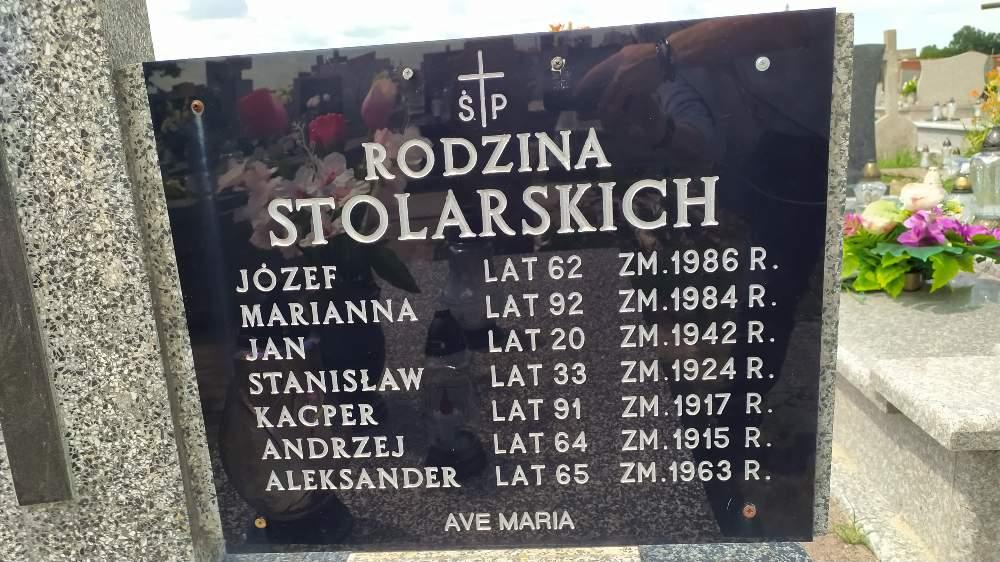 Ś P
RODZINA
STOLARSKICH
JÓZEF LAT 62 ZM. 1986 R.
MARIANNA LAT 92 ZM. 1984 R.
JAN LAT 20 ZM. 1942 R.
STANISŁAW LAT 33 ZM. 1924 R.
KACPER LAT 91 ZM. 1917 R.
ANDRZEJ LAT 64 ZM. 1915 R.
ALEKSANDER LAT 65 ZM. 1963 R.
AVE MARIA